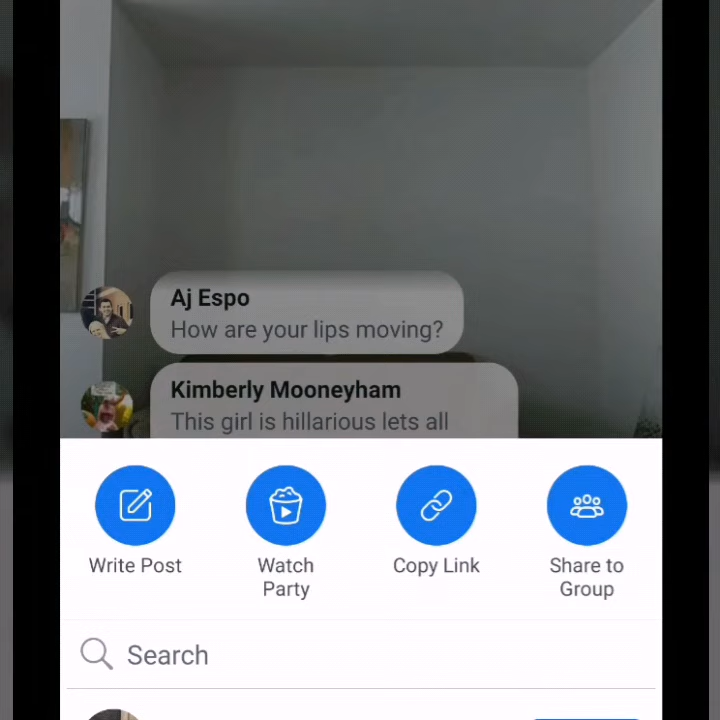 Aj Espo
How are your lips moving?
Kimberly Mooneyham
This girl is hillarious lets all
Write Post
Watch
Party
Copy Link
Share to
Group
Search